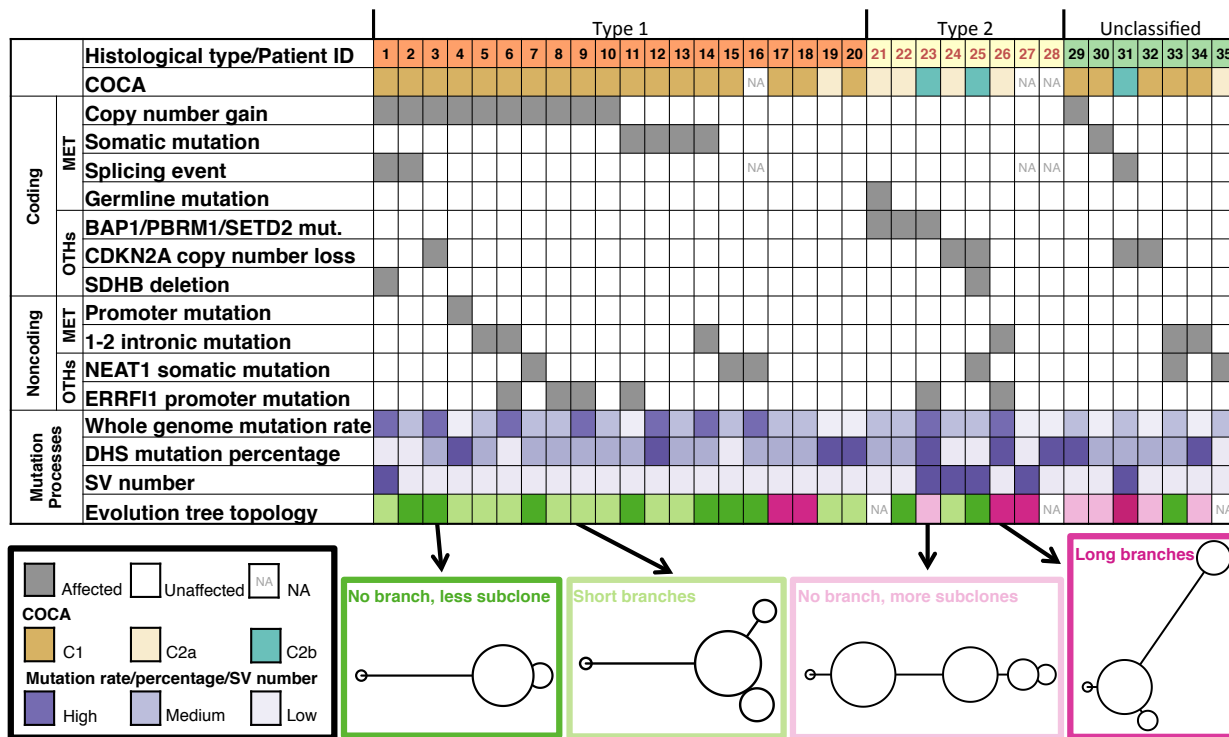 Type 1 Type 2 Unclassified
Histological type/Patient ID 1 2 3 4 5 6 7 8 9 10 11 12 13 14 15 16 17 18 19 20 21 22 23 24 25 26 27 28 29 30 31 32 33 34 35
COCA NA NA NA
Coding
MET
Copy number gain
Somatic mutation
Splicing event NA NA NA
Germline mutation
OTHs
BAP1/PBRM1/SETD2 mut.
CDKN2A copy number loss
SDHB deletion
Noncoding
MET
Promoter mutation
1-2 intronic mutation
OTHs
NEAT1 somatic mutation
ERRFI1 promoter mutation
Mutation
Processes
Whole genome mutation rate
DHS mutation percentage
SV number
Evolution tree topology NA NA NA
Affected Unaffected NA NA
COCA
C1 C2a C2b
Mutation rate/percentage/SV number
High Medium Low
No branch, less subclone
Short branches
No branch, more subclones
Long branches